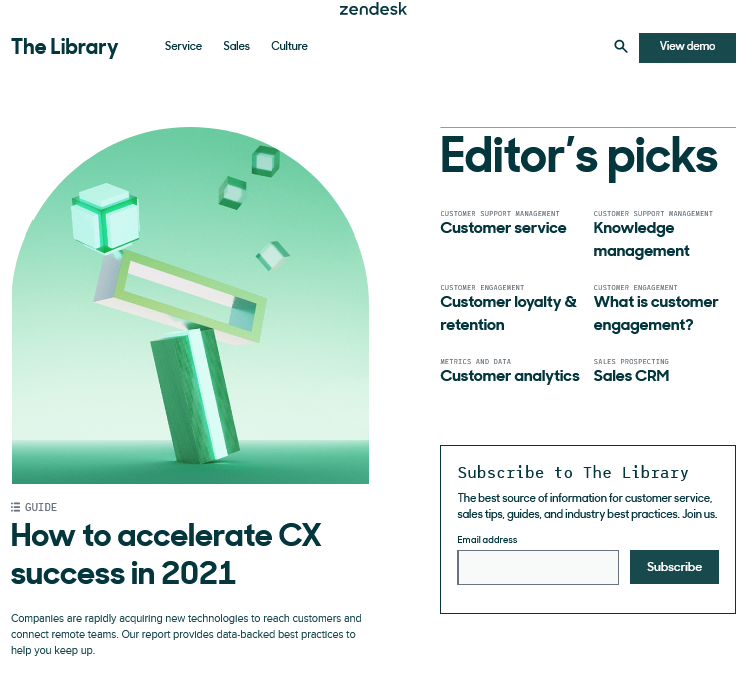 zendesk
The Library
Service
Sales
Culture
View demo
GUIDE
How to accelerate CX
success in 2021
Companies are rapidly acquiring new technologies to reach customers and
connect remote teams. Our report provides data-backed best practices to
help you keep up.
Editor's picks
CUSTOMER SUPPORT MANAGEMENT
Customer service
CUSTOMER SUPPORT MANAGEMENT
Knowledge
management
CUSTOMER ENGAGEMENT
Customer loyalty &
retention
CUSTOMER ENGAGEMENT
What is customer
engagement?
METRICS AND DATA
Customer analytics
SALES PROSPECTING
Sales CRM
Subscribe to The Library
The best source of information for customer service,
sales tips, guides, and industry best practices. Join us.
Email address
Subscribe